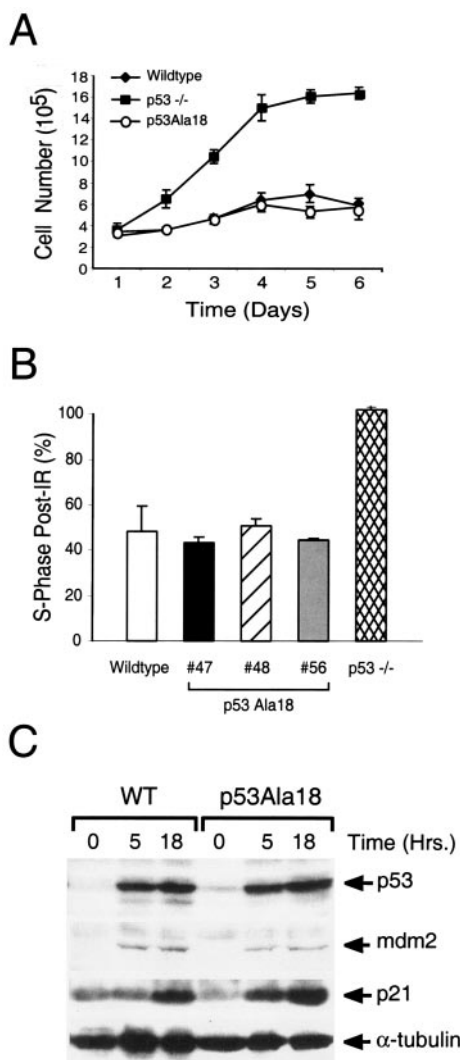 A
Wildtype
p53 -/-
p53Ala18
Cell Number (10⁵)
18
16
14
12
10
8
6
4
2
0
1 2 3 4 5 6
Time (Days)
B
S-Phase Post-IR (%)
100
80
60
40
20
0
Wildtype #47 #48 #56 p53 -/-
p53 Ala18
C
WT p53Ala18
0 5 18 0 5 18 Time (Hrs.)
p53
mdm2
p21
α-tubulin